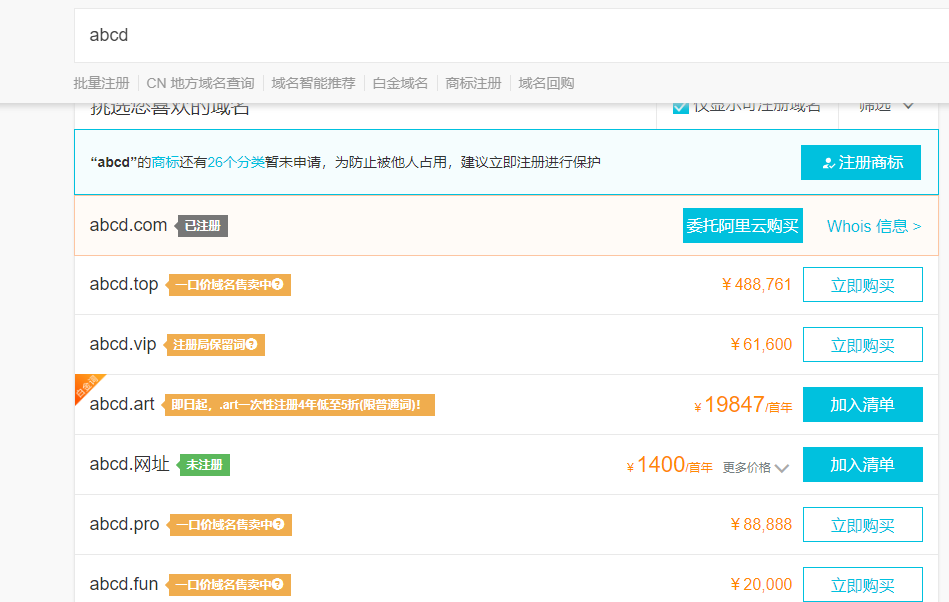 abcd
批量注册 CN 地方域名查询 域名智能推荐 白金域名 商标注册 域名回购
挑选您喜欢的域名 仅显示可注册域名 筛选
“abcd”的商标还有26个分类暂未申请，为防止被他人占用，建议立即注册进行保护 注册商标
abcd.com 已注册 委托阿里云购买 Whois 信息 >
abcd.top 一口价域名售卖中? ¥ 488,761 立即购买
abcd.vip 注册局保留词? ¥ 61,600 立即购买
白金词
abcd.art 即日起，.art一次性注册4年低至5折(限普通词)! ¥ 19847/首年 加入清单
abcd.网址 未注册 ¥ 1400/首年 更多价格 加入清单
abcd.pro 一口价域名售卖中? ¥ 88,888 立即购买
abcd.fun 一口价域名售卖中? ¥ 20,000 立即购买